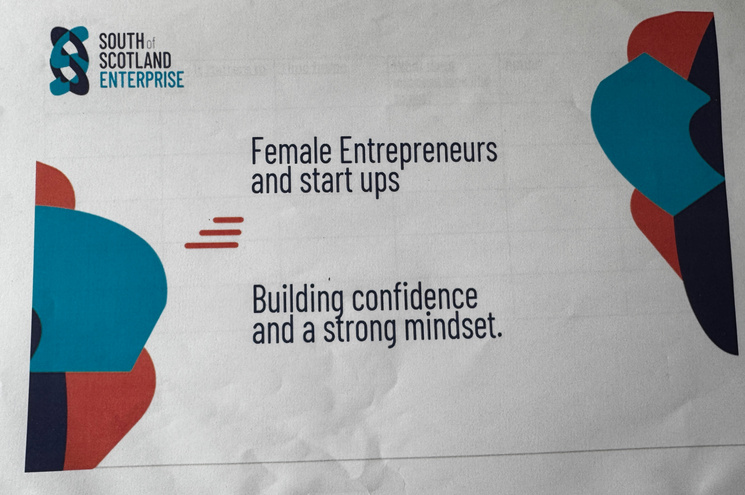 SOUTH of
SCOTLAND
ENTERPRISE
Female Entrepreneurs
and start ups
Building confidence
and a strong mindset.